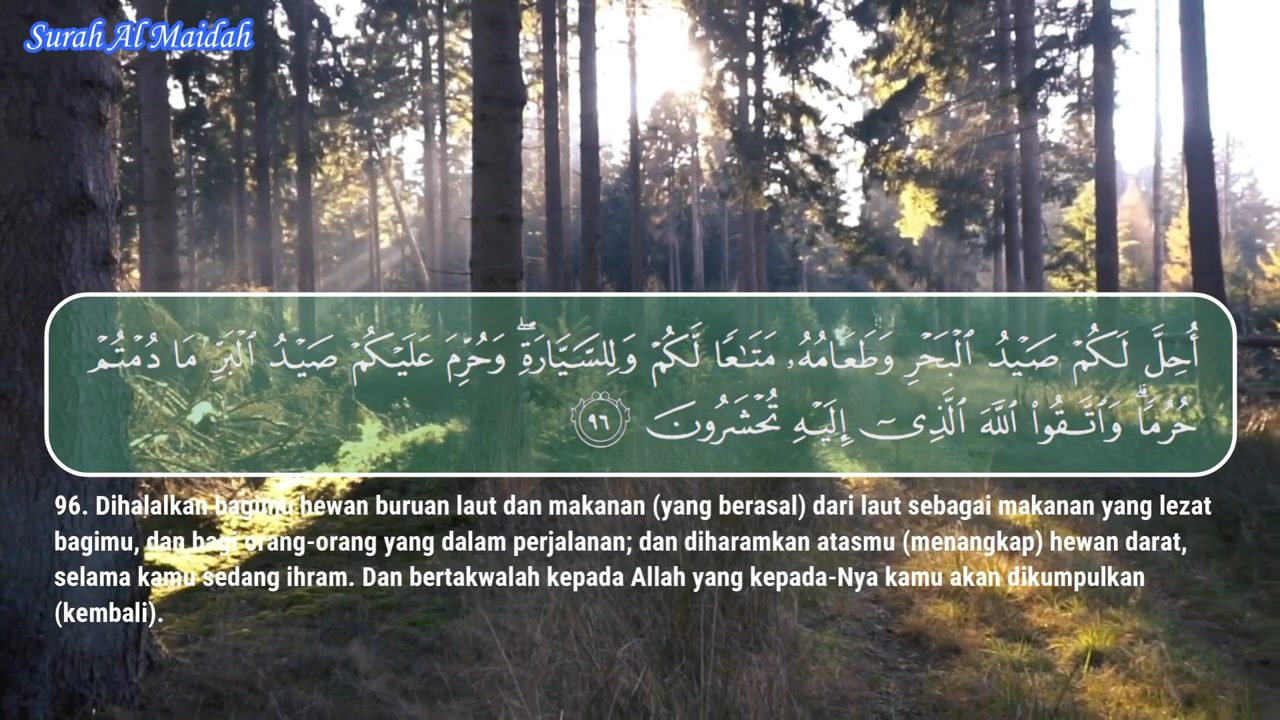 Surah Al Maidah
أُحِلَّ لَكُمۡ صَيۡدُ ٱلۡبَحۡرِ وَطَعَامُهُۥ مَتَٰعٗا لَّكُمۡ وَلِلسَّيَّارَةِۖ وَحُرِّمَ عَلَيۡكُمۡ صَيۡدُ ٱلۡبَرِّ مَا دُمۡتُمۡ
حُرُمٗاۗ وَٱتَّقُواْ ٱللَّهَ ٱلَّذِيٓ إِلَيۡهِ تُحۡشَرُونَ ٩٦
96. Dihalalkan bagimu hewan buruan laut dan makanan (yang berasal) dari laut sebagai makanan yang lezat
bagimu, dan bagi orang-orang yang dalam perjalanan; dan diharamkan atasmu (menangkap) hewan darat,
selama kamu sedang ihram. Dan bertakwalah kepada Allah yang kepada-Nya kamu akan dikumpulkan
(kembali).